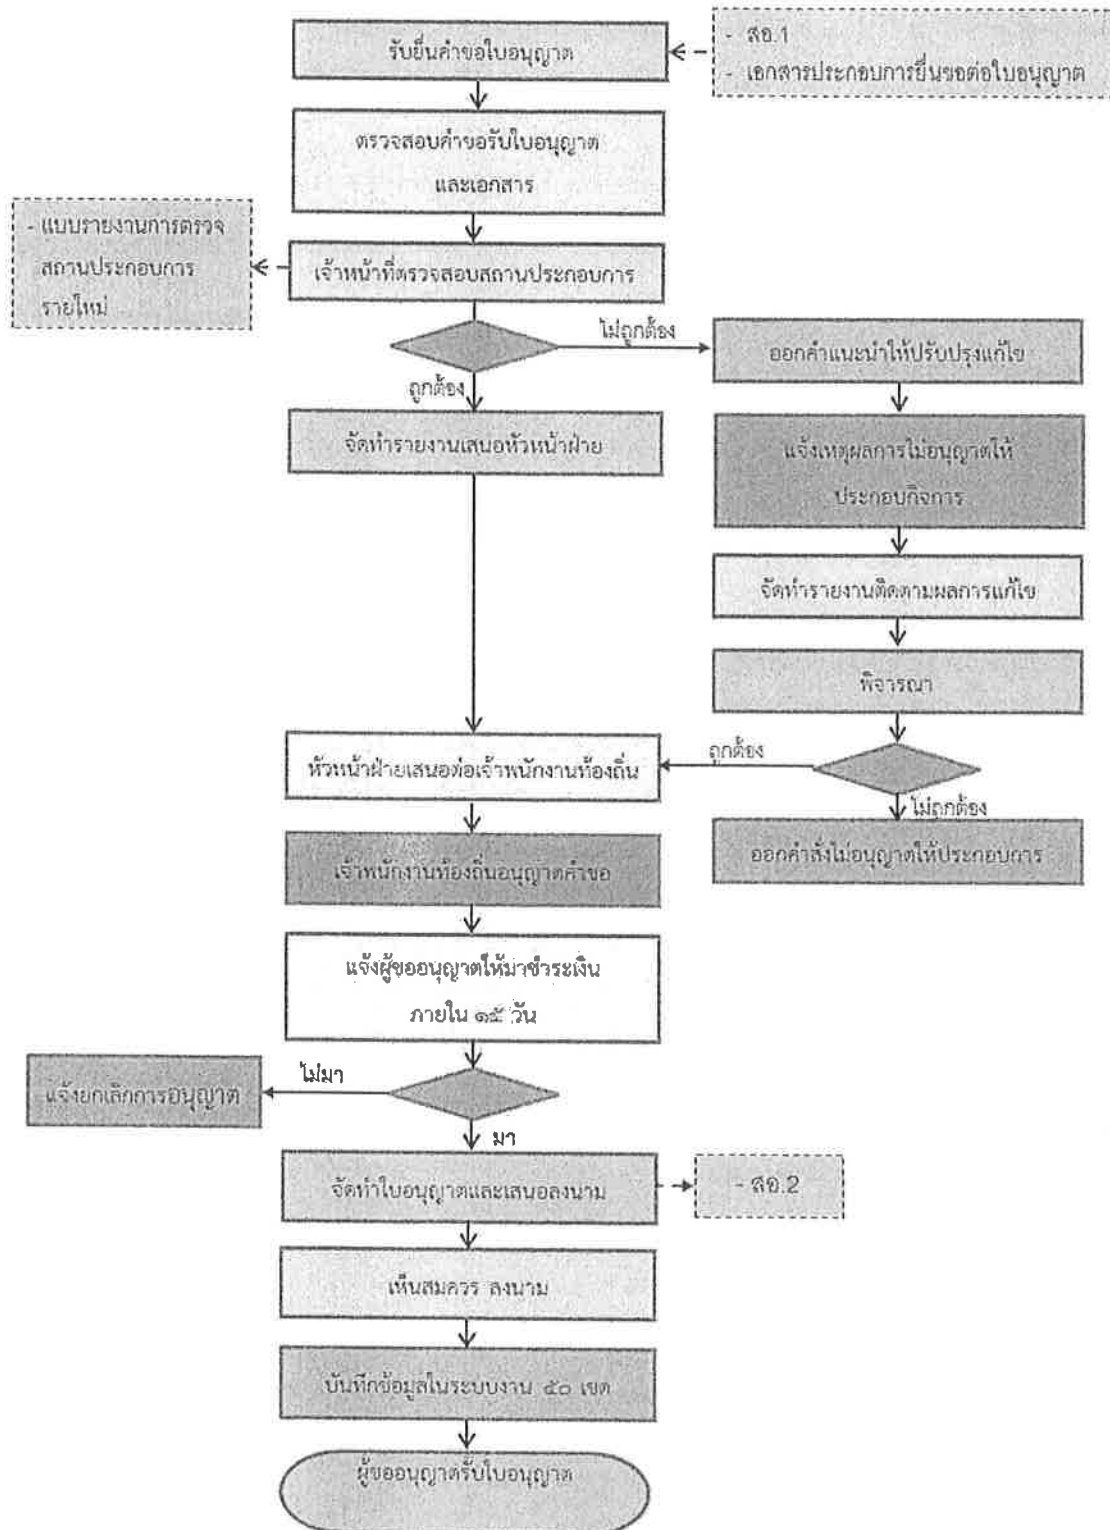 รับยื่นคำขอใบอนุญาต
- สอ.1
- เอกสารประกอบการยื่นขอต่อใบอนุญาต
ตรวจสอบคำขอรับใบอนุญาต
และเอกสาร
- แบบรายงานการตรวจ
สถานประกอบการ
รายใหม่
เจ้าหน้าที่ตรวจสอบสถานประกอบการ
ไม่ถูกต้อง
ถูกต้อง
ออกคำแนะนำให้ปรับปรุงแก้ไข
จัดทำรายงานเสนอหัวหน้าฝ่าย
แจ้งเหตุผลการไม่อนุญาตให้
ประกอบกิจการ
จัดทำรายงานติดตามผลการแก้ไข
พิจารณา
ถูกต้อง
ไม่ถูกต้อง
หัวหน้าฝ่ายเสนอต่อเจ้าพนักงานท้องถิ่น
ออกคำสั่งไม่อนุญาตให้ประกอบการ
เจ้าพนักงานท้องถิ่นอนุญาตคำขอ
แจ้งผู้ขออนุญาตให้มาชำระเงิน
ภายใน ๑๕ วัน
ไม่มา
แจ้งยกเลิกการอนุญาต
มา
จัดทำใบอนุญาตและเสนอลงนาม
- สอ.2
เห็นสมควร ลงนาม
บันทึกข้อมูลในระบบงาน ๕๐ เขต
ผู้ขออนุญาตรับใบอนุญาต